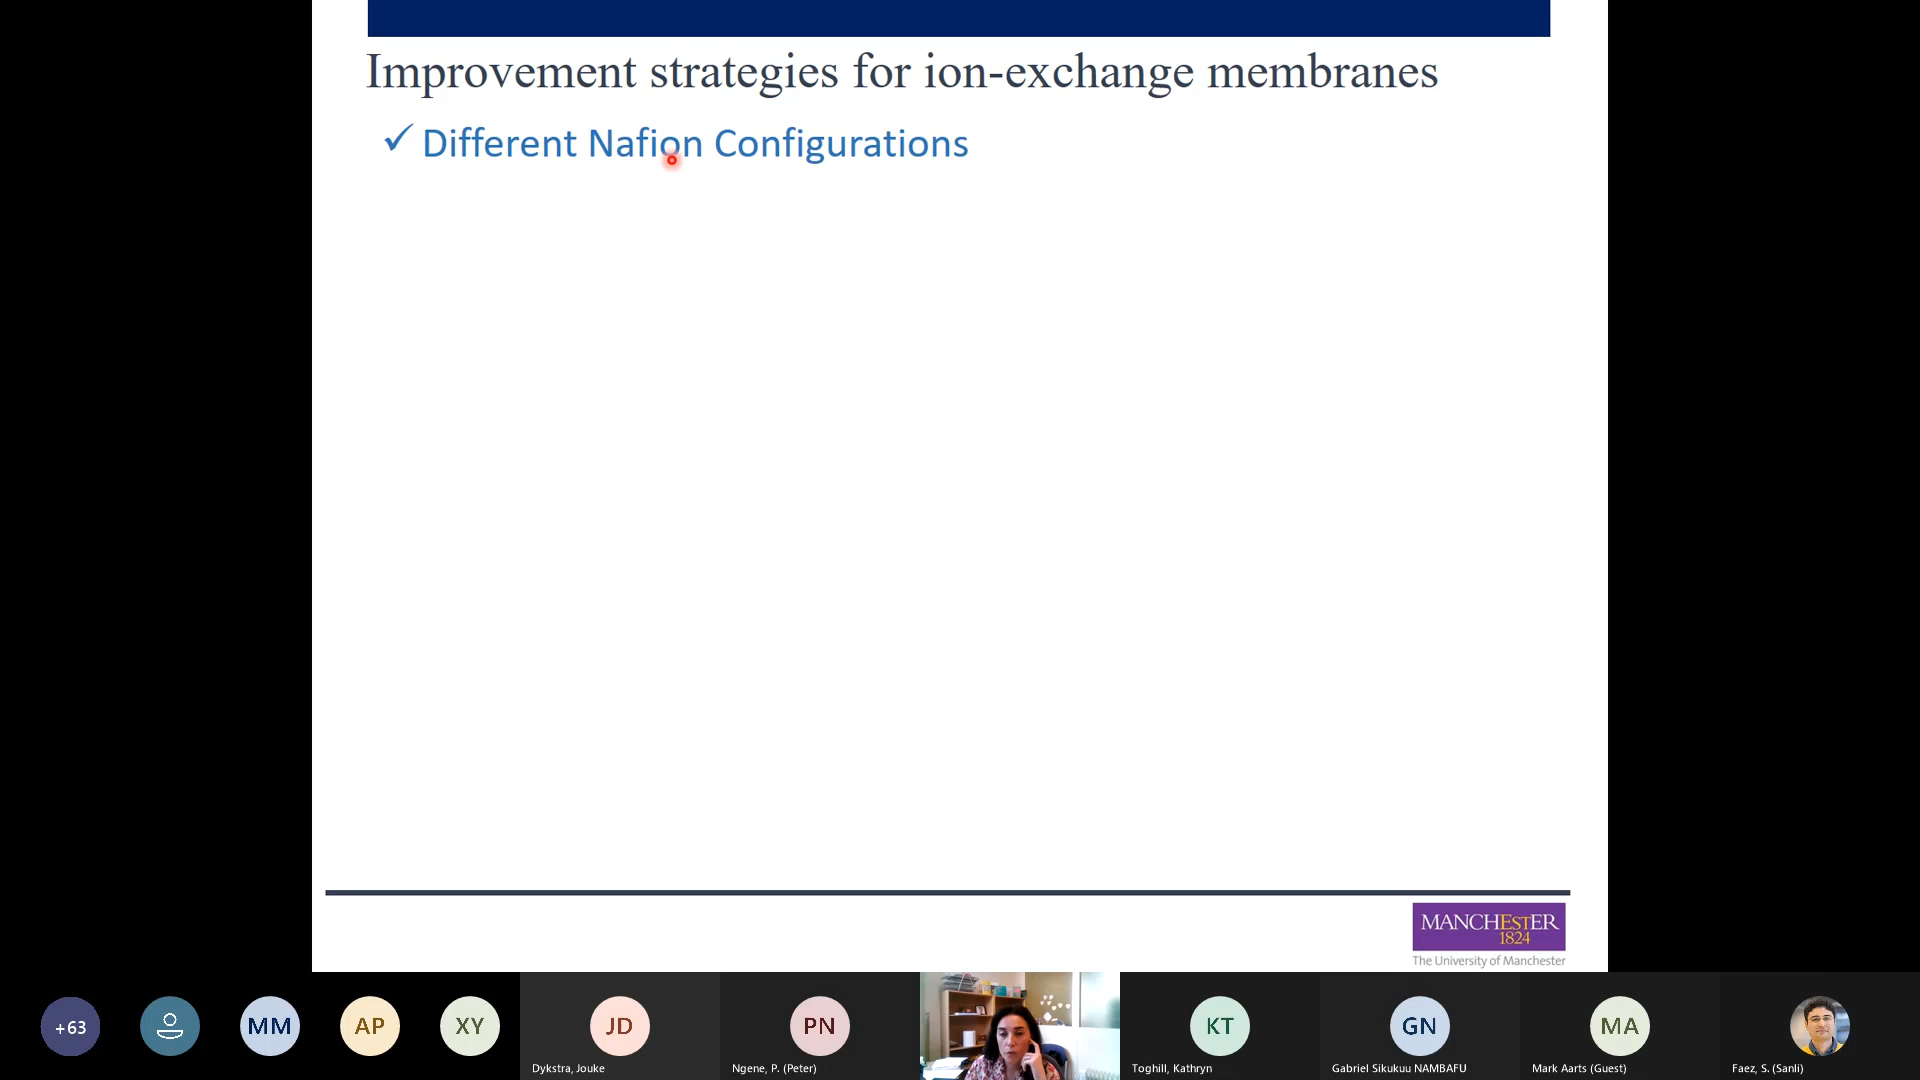 Improvement strategies for ion-exchange membranes
✓ Different Nafion Configurations
MANCHESTER
1824
The University of Manchester
+63
MM
AP
XY
JD
PN
KT
GN
MA
Dykstra, Jouke
Ngene, P. (Peter)
Toghill, Kathryn
Gabriel Sikukuu NAMBAFU
Mark Aarts (Guest)
Faez, S. (Sanli)